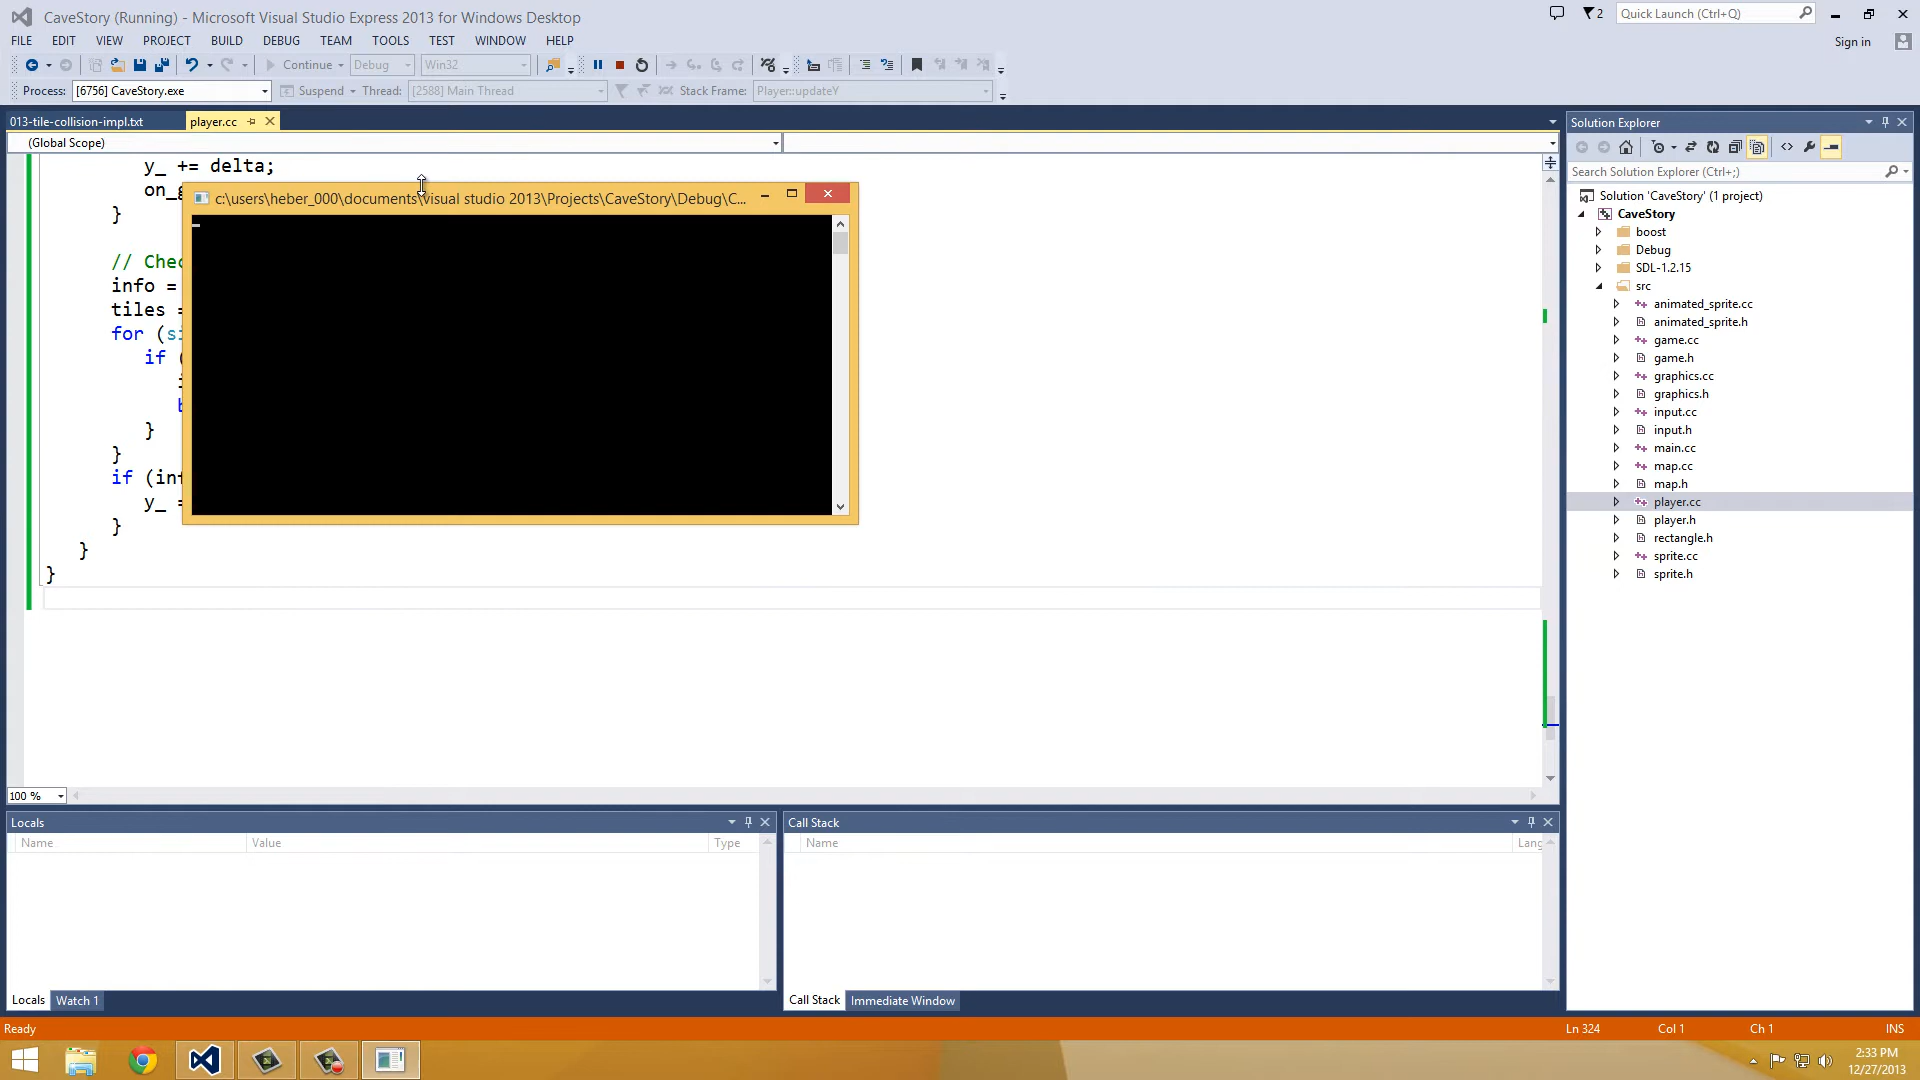 CaveStory (Running) - Microsoft Visual Studio Express 2013 for Windows Desktop
2
Quick Launch (Ctrl+Q)
FILE EDIT VIEW PROJECT BUILD DEBUG TEAM TOOLS TEST WINDOW HELP
Sign in
Continue Debug Win32
Process: [6756] CaveStory.exe Suspend Thread: [2588] Main Thread Stack Frame: Player::updateY
013-tile-collision-impl.txt player.cc
(Global Scope)
y_ += delta;
on_g
}
// Chec
info =
tiles =
for (si
if (
}
}
if (inf
y_ =
}
}
}
c:\users\heber_000\documents\visual studio 2013\Projects\CaveStory\Debug\C...
100 %
Solution Explorer
Search Solution Explorer (Ctrl+;)
Solution 'CaveStory' (1 project)
CaveStory
boost
Debug
SDL-1.2.15
src
animated_sprite.cc
animated_sprite.h
game.cc
game.h
graphics.cc
graphics.h
input.cc
input.h
main.cc
map.cc
map.h
player.cc
player.h
rectangle.h
sprite.cc
sprite.h
Locals
Name Value Type
Locals Watch 1
Call Stack
Name Lang
Call Stack Immediate Window
Ready
Ln 324 Col 1 Ch 1 INS
2:33 PM
12/27/2013